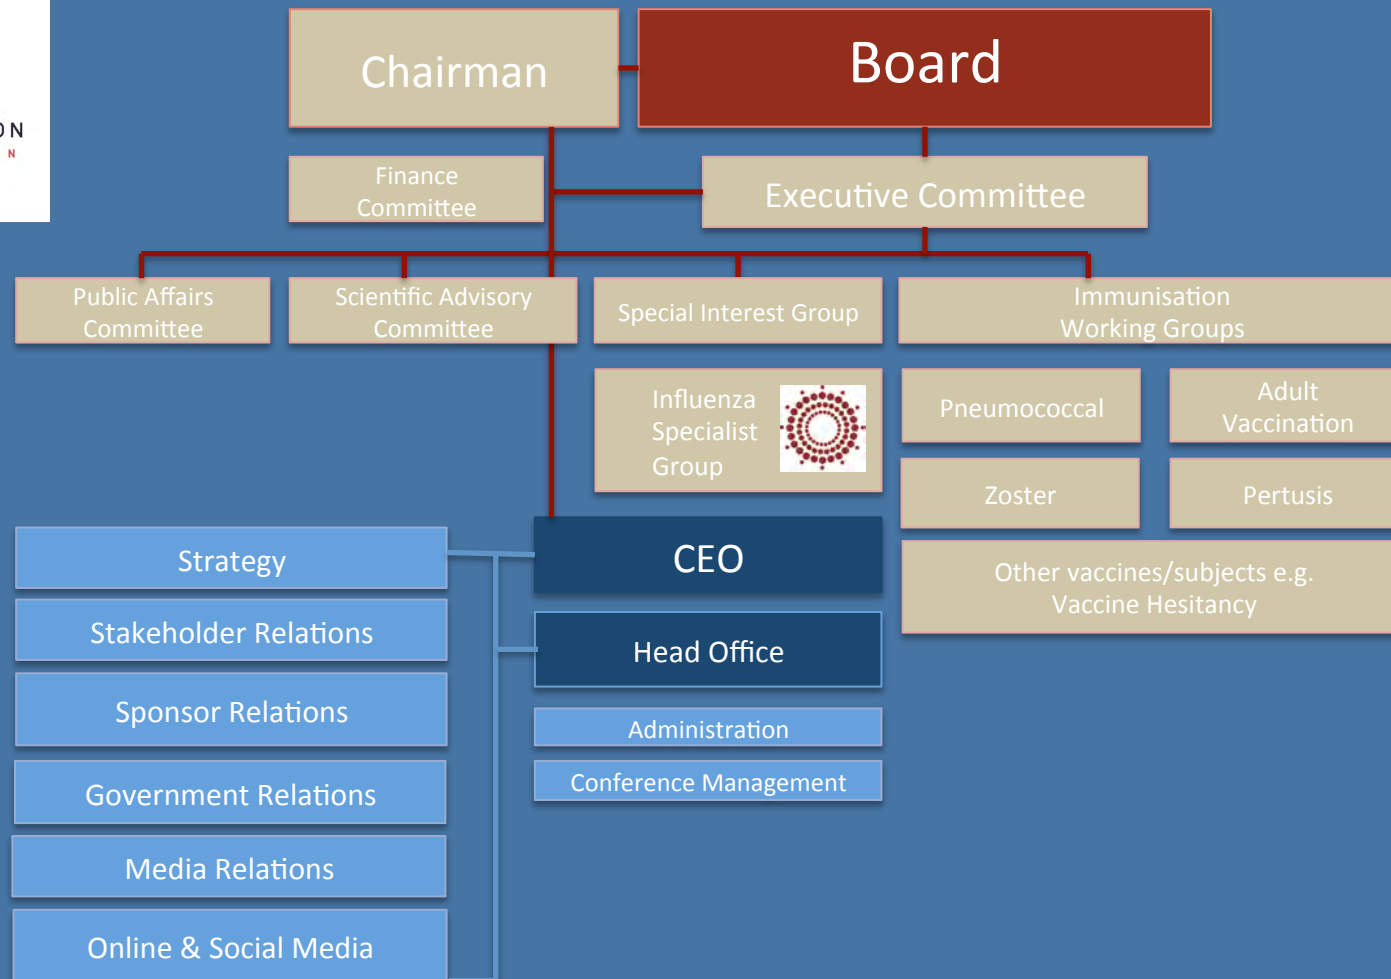 ON
N
Chairman
Board
Finance
Committee
Executive Committee
Public Affairs
Committee
Scientific Advisory
Committee
Special Interest Group
Immunisation
Working Groups
Influenza
Specialist
Group
Pneumococcal
Adult
Vaccination
Zoster
Pertusis
Other vaccines/subjects e.g.
Vaccine Hesitancy
CEO
Head Office
Administration
Conference Management
Strategy
Stakeholder Relations
Sponsor Relations
Government Relations
Media Relations
Online & Social Media